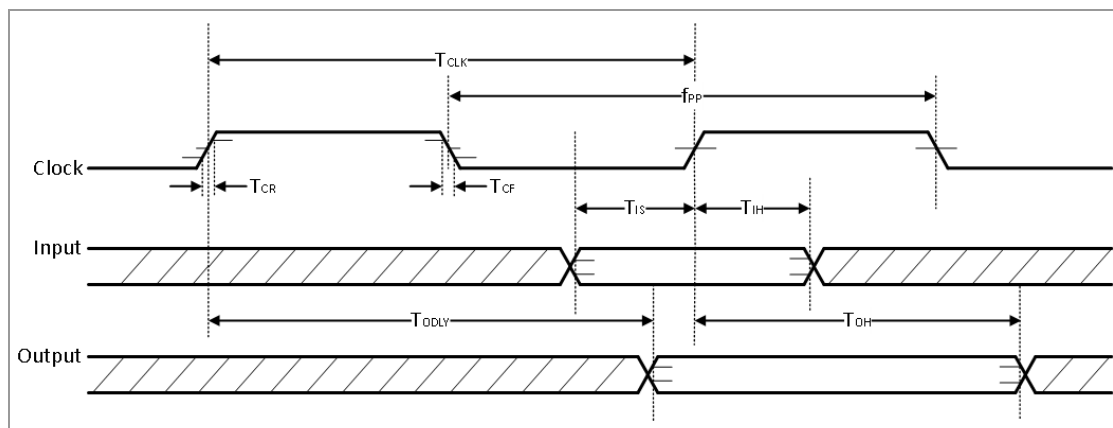 TCLK
fPP
Clock
TCR
TCF
TIS
TIH
Input
TODLY
TOH
Output